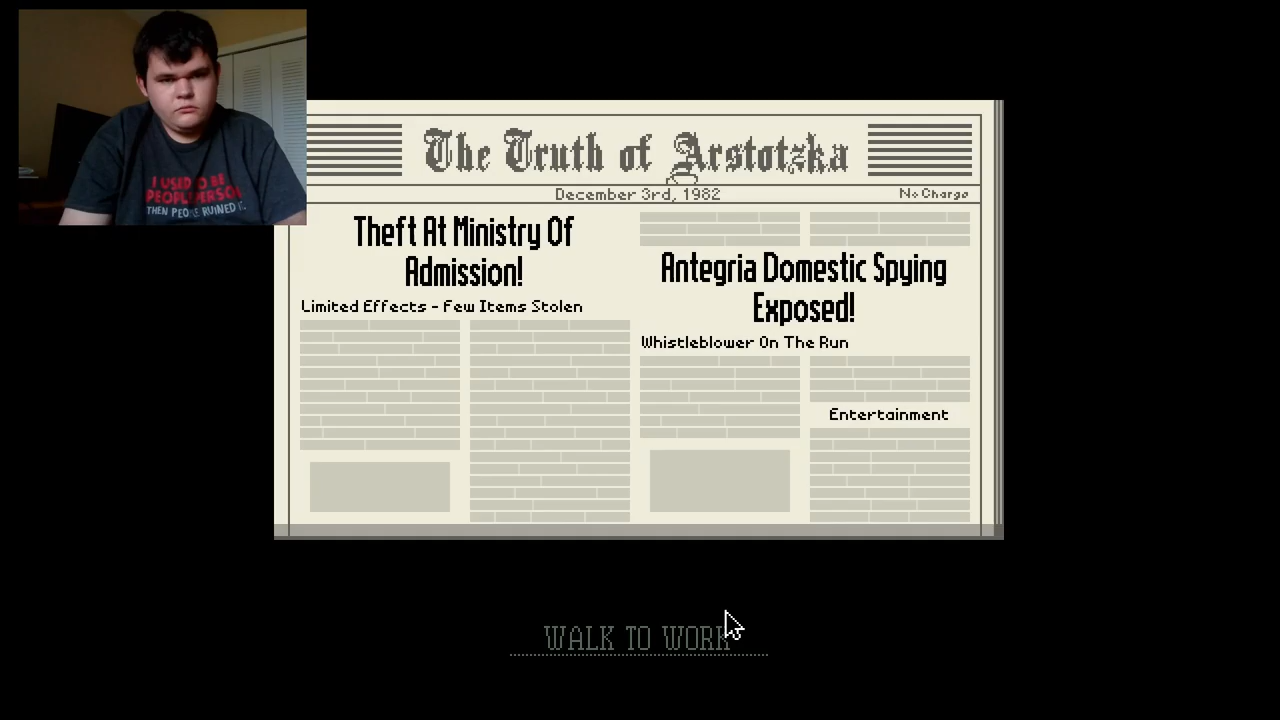 I USED TO BE
PEOPLE PERSON
THEN PEOPLE RUINED IT.
The Truth of Arstotzka
December 3rd, 1982
No Charge
Theft At Ministry Of
Admission!
Limited Effects - Few Items Stolen
Antegria Domestic Spying
Exposed!
Whistleblower On The Run
Entertainment
WALK TO WORK